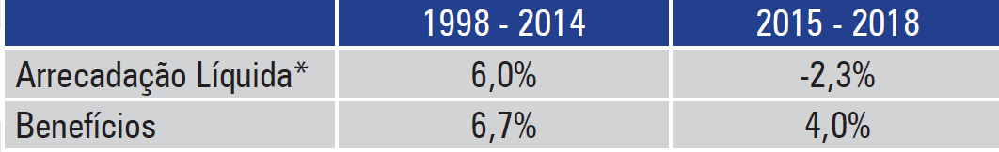 1998 - 2014 2015 - 2018
Arrecadação Líquida* 6,0% -2,3%
Benefícios 6,7% 4,0%